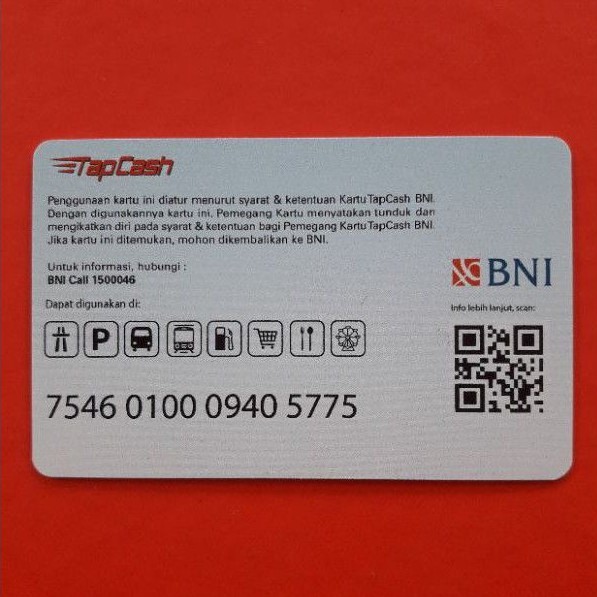 TapCash
Penggunaan kartu ini diatur menurut syarat & ketentuan Kartu TapCash BNI.
Dengan digunakannya kartu ini. Pemegang Kartu menyatakan tunduk dan
mengikatkan diri pada syarat & ketentuan bagi Pemegang Kartu TapCash BNI.
Jika kartu ini ditemukan, mohon dikembalikan ke BNI.
Untuk informasi, hubungi :
BNI Call 1500046
BNI
Dapat digunakan di:
Info lebih lanjut, scan:
P
7546 0100 0940 5775